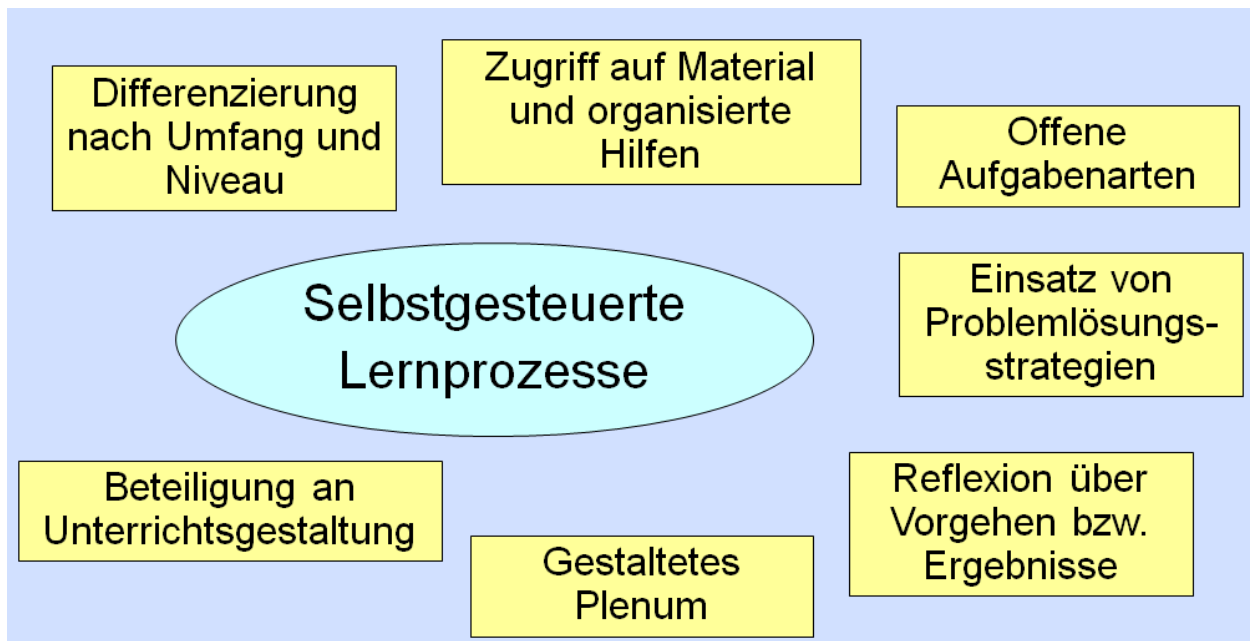 Differenzierung
nach Umfang und
Niveau
Zugriff auf Material
und organisierte
Hilfen
Offene
Aufgabenarten
Selbstgesteuerte
Lernprozesse
Einsatz von
Problemlösungs-
strategien
Beteiligung an
Unterrichtsgestaltung
Gestaltetes
Plenum
Reflexion über
Vorgehen bzw.
Ergebnisse